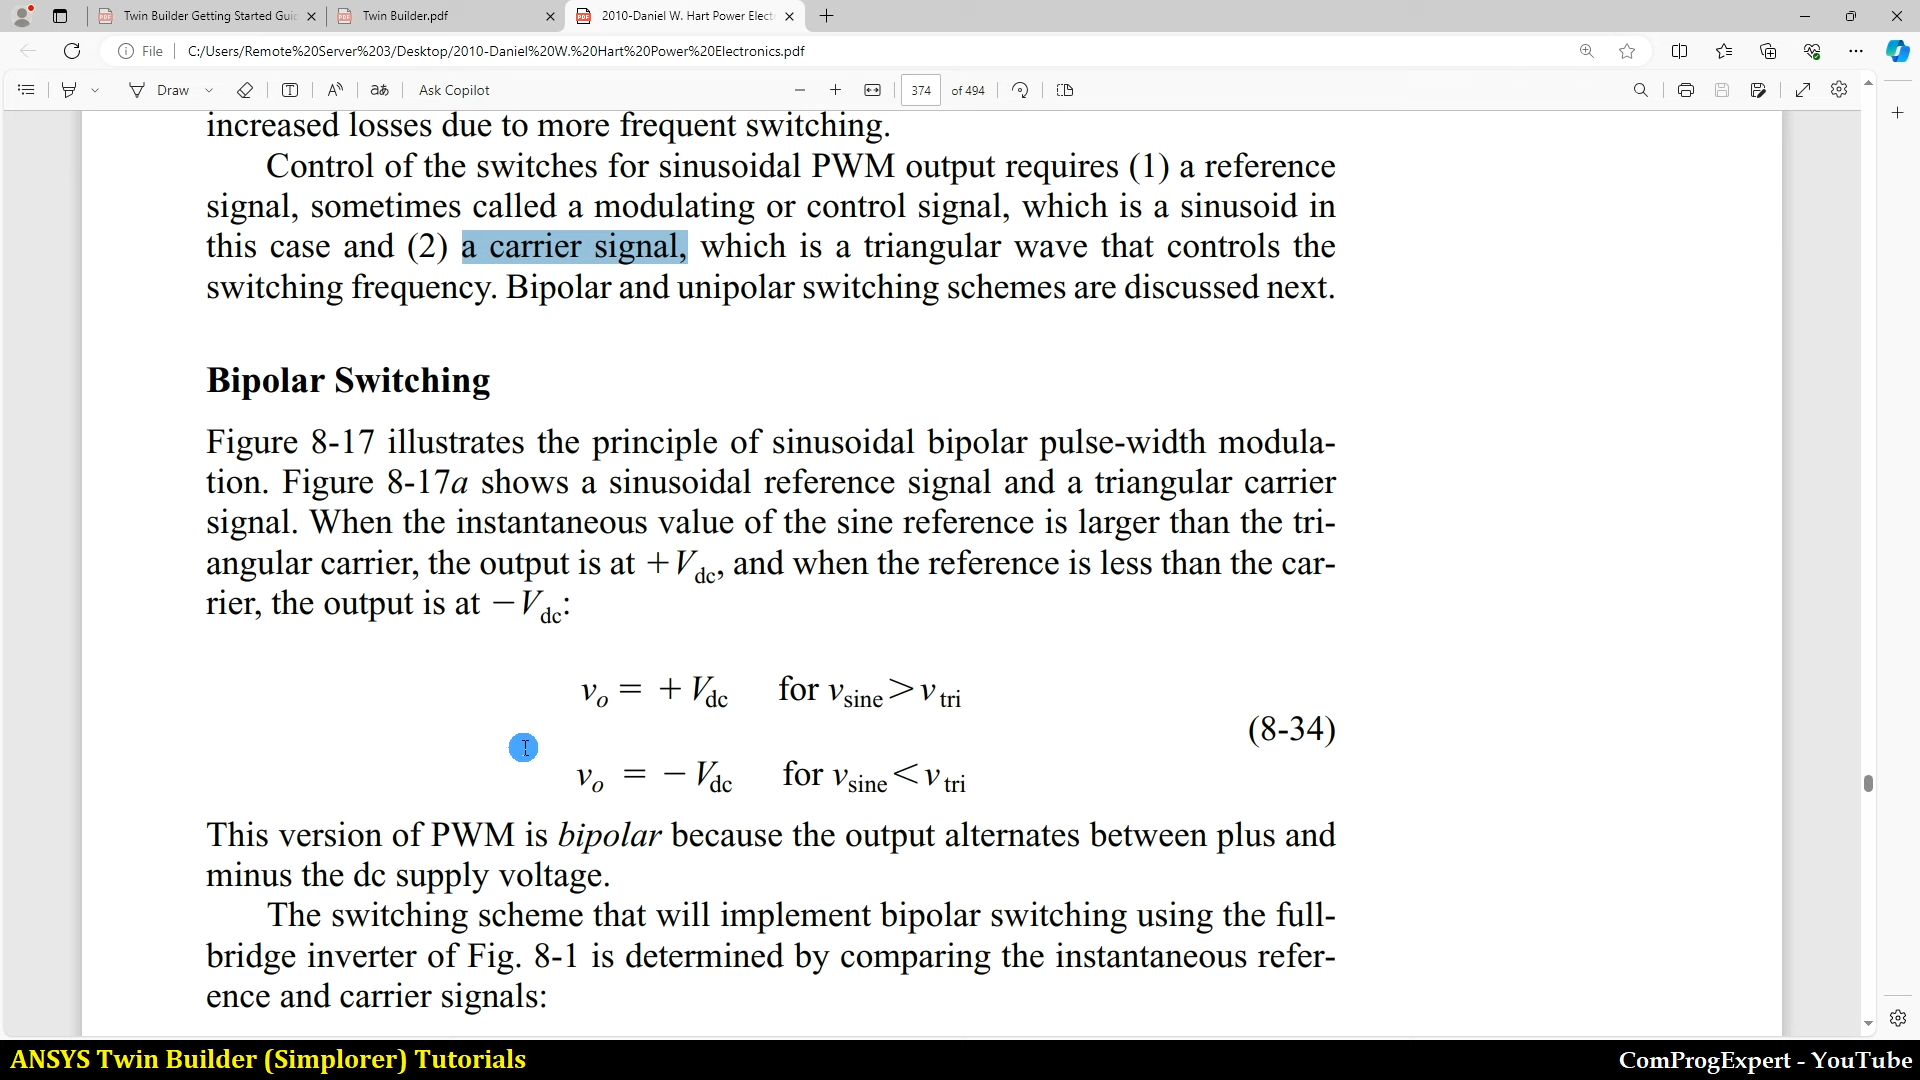 Twin Builder Getting Started Guid
Twin Builder.pdf
2010-Daniel W. Hart Power Elect
File
C:/Users/Remote%20Server%203/Desktop/2010-Daniel%20W.%20Hart%20Power%20Electronics.pdf
Draw
Ask Copilot
374 of 494
increased losses due to more frequent switching.
Control of the switches for sinusoidal PWM output requires (1) a reference
signal, sometimes called a modulating or control signal, which is a sinusoid in
this case and (2) a carrier signal, which is a triangular wave that controls the
switching frequency. Bipolar and unipolar switching schemes are discussed next.
Bipolar Switching
Figure 8-17 illustrates the principle of sinusoidal bipolar pulse-width modula-
tion. Figure 8-17a shows a sinusoidal reference signal and a triangular carrier
signal. When the instantaneous value of the sine reference is larger than the tri-
angular carrier, the output is at +Vdc, and when the reference is less than the car-
rier, the output is at −Vdc:
vo = + Vdc for vsine > vtri
(8-34)
vo = − Vdc for vsine < vtri
This version of PWM is bipolar because the output alternates between plus and
minus the dc supply voltage.
The switching scheme that will implement bipolar switching using the full-
bridge inverter of Fig. 8-1 is determined by comparing the instantaneous refer-
ence and carrier signals:
ANSYS Twin Builder (Simplorer) Tutorials
ComProgExpert - YouTube